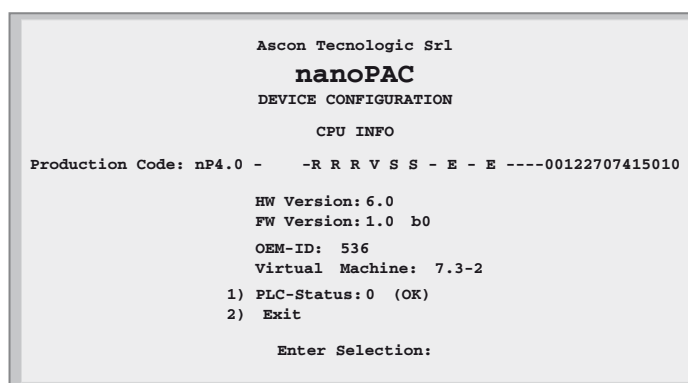 Ascon Tecnologic Srl
nanoPAC
DEVICE CONFIGURATION
CPU INFO
Production Code: nP4.0 - -R R R V S S - E - E ----00122707415010
HW Version: 6.0
FW Version: 1.0 b0
OEM-ID: 536
Virtual Machine: 7.3-2
1) PLC-Status: 0 (OK)
2) Exit
Enter Selection: